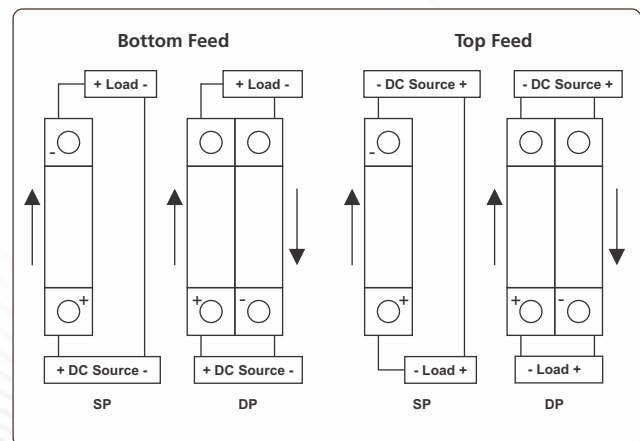 Bottom Feed
Top Feed
+ Load -
+ Load -
- DC Source +
- DC Source +
-
-
+
+ -
+
+ -
+ DC Source -
+ DC Source -
- Load +
- Load +
SP
DP
SP
DP